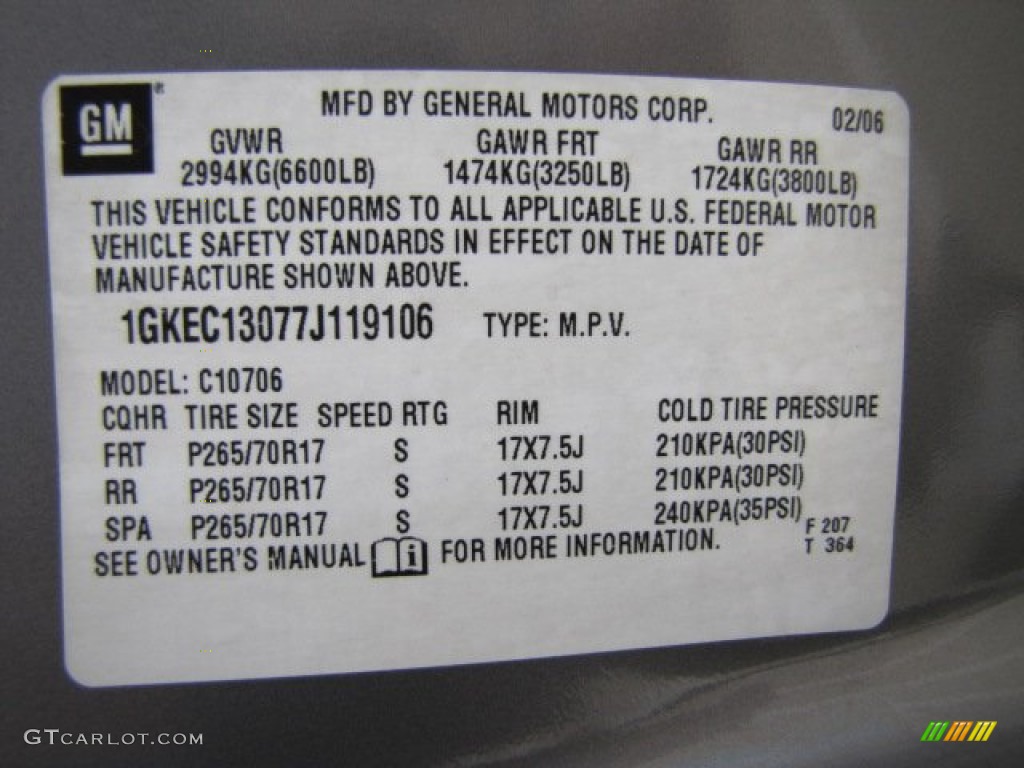 GM ®
MFD BY GENERAL MOTORS CORP.
02/06
GVWR GAWR FRT GAWR RR
2994KG(6600LB) 1474KG(3250LB) 1724KG(3800LB)
THIS VEHICLE CONFORMS TO ALL APPLICABLE U.S. FEDERAL MOTOR
VEHICLE SAFETY STANDARDS IN EFFECT ON THE DATE OF
MANUFACTURE SHOWN ABOVE.
1GKEC13077J119106 TYPE: M.P.V.
MODEL: C10706
CQHR TIRE SIZE SPEED RTG RIM COLD TIRE PRESSURE
FRT P265/70R17 S 17X7.5J 210KPA(30PSI)
RR P265/70R17 S 17X7.5J 210KPA(30PSI)
SPA P265/70R17 S 17X7.5J 240KPA(35PSI)
SEE OWNER'S MANUAL i FOR MORE INFORMATION.
F 207
T 364
GTCARLOT.COM